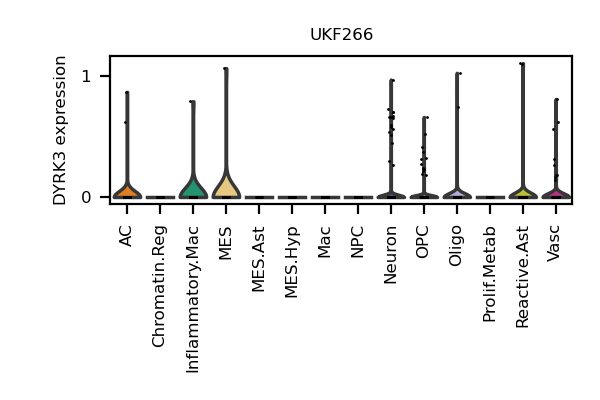 UKF266
DYRK3 expression
1
0
AC
Chromatin.Reg
Inflammatory.Mac
MES
MES.Ast
MES.Hyp
Mac
NPC
Neuron
OPC
Oligo
Prolif.Metab
Reactive.Ast
Vasc